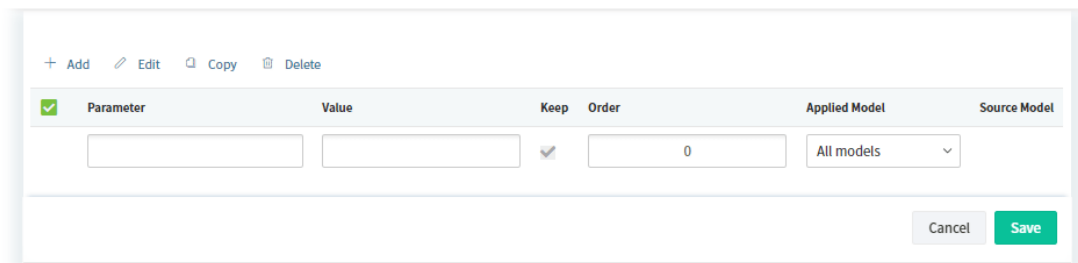 Add Edit Copy Delete
Parameter Value Keep Order Applied Model Source Model
0 All models
Cancel Save